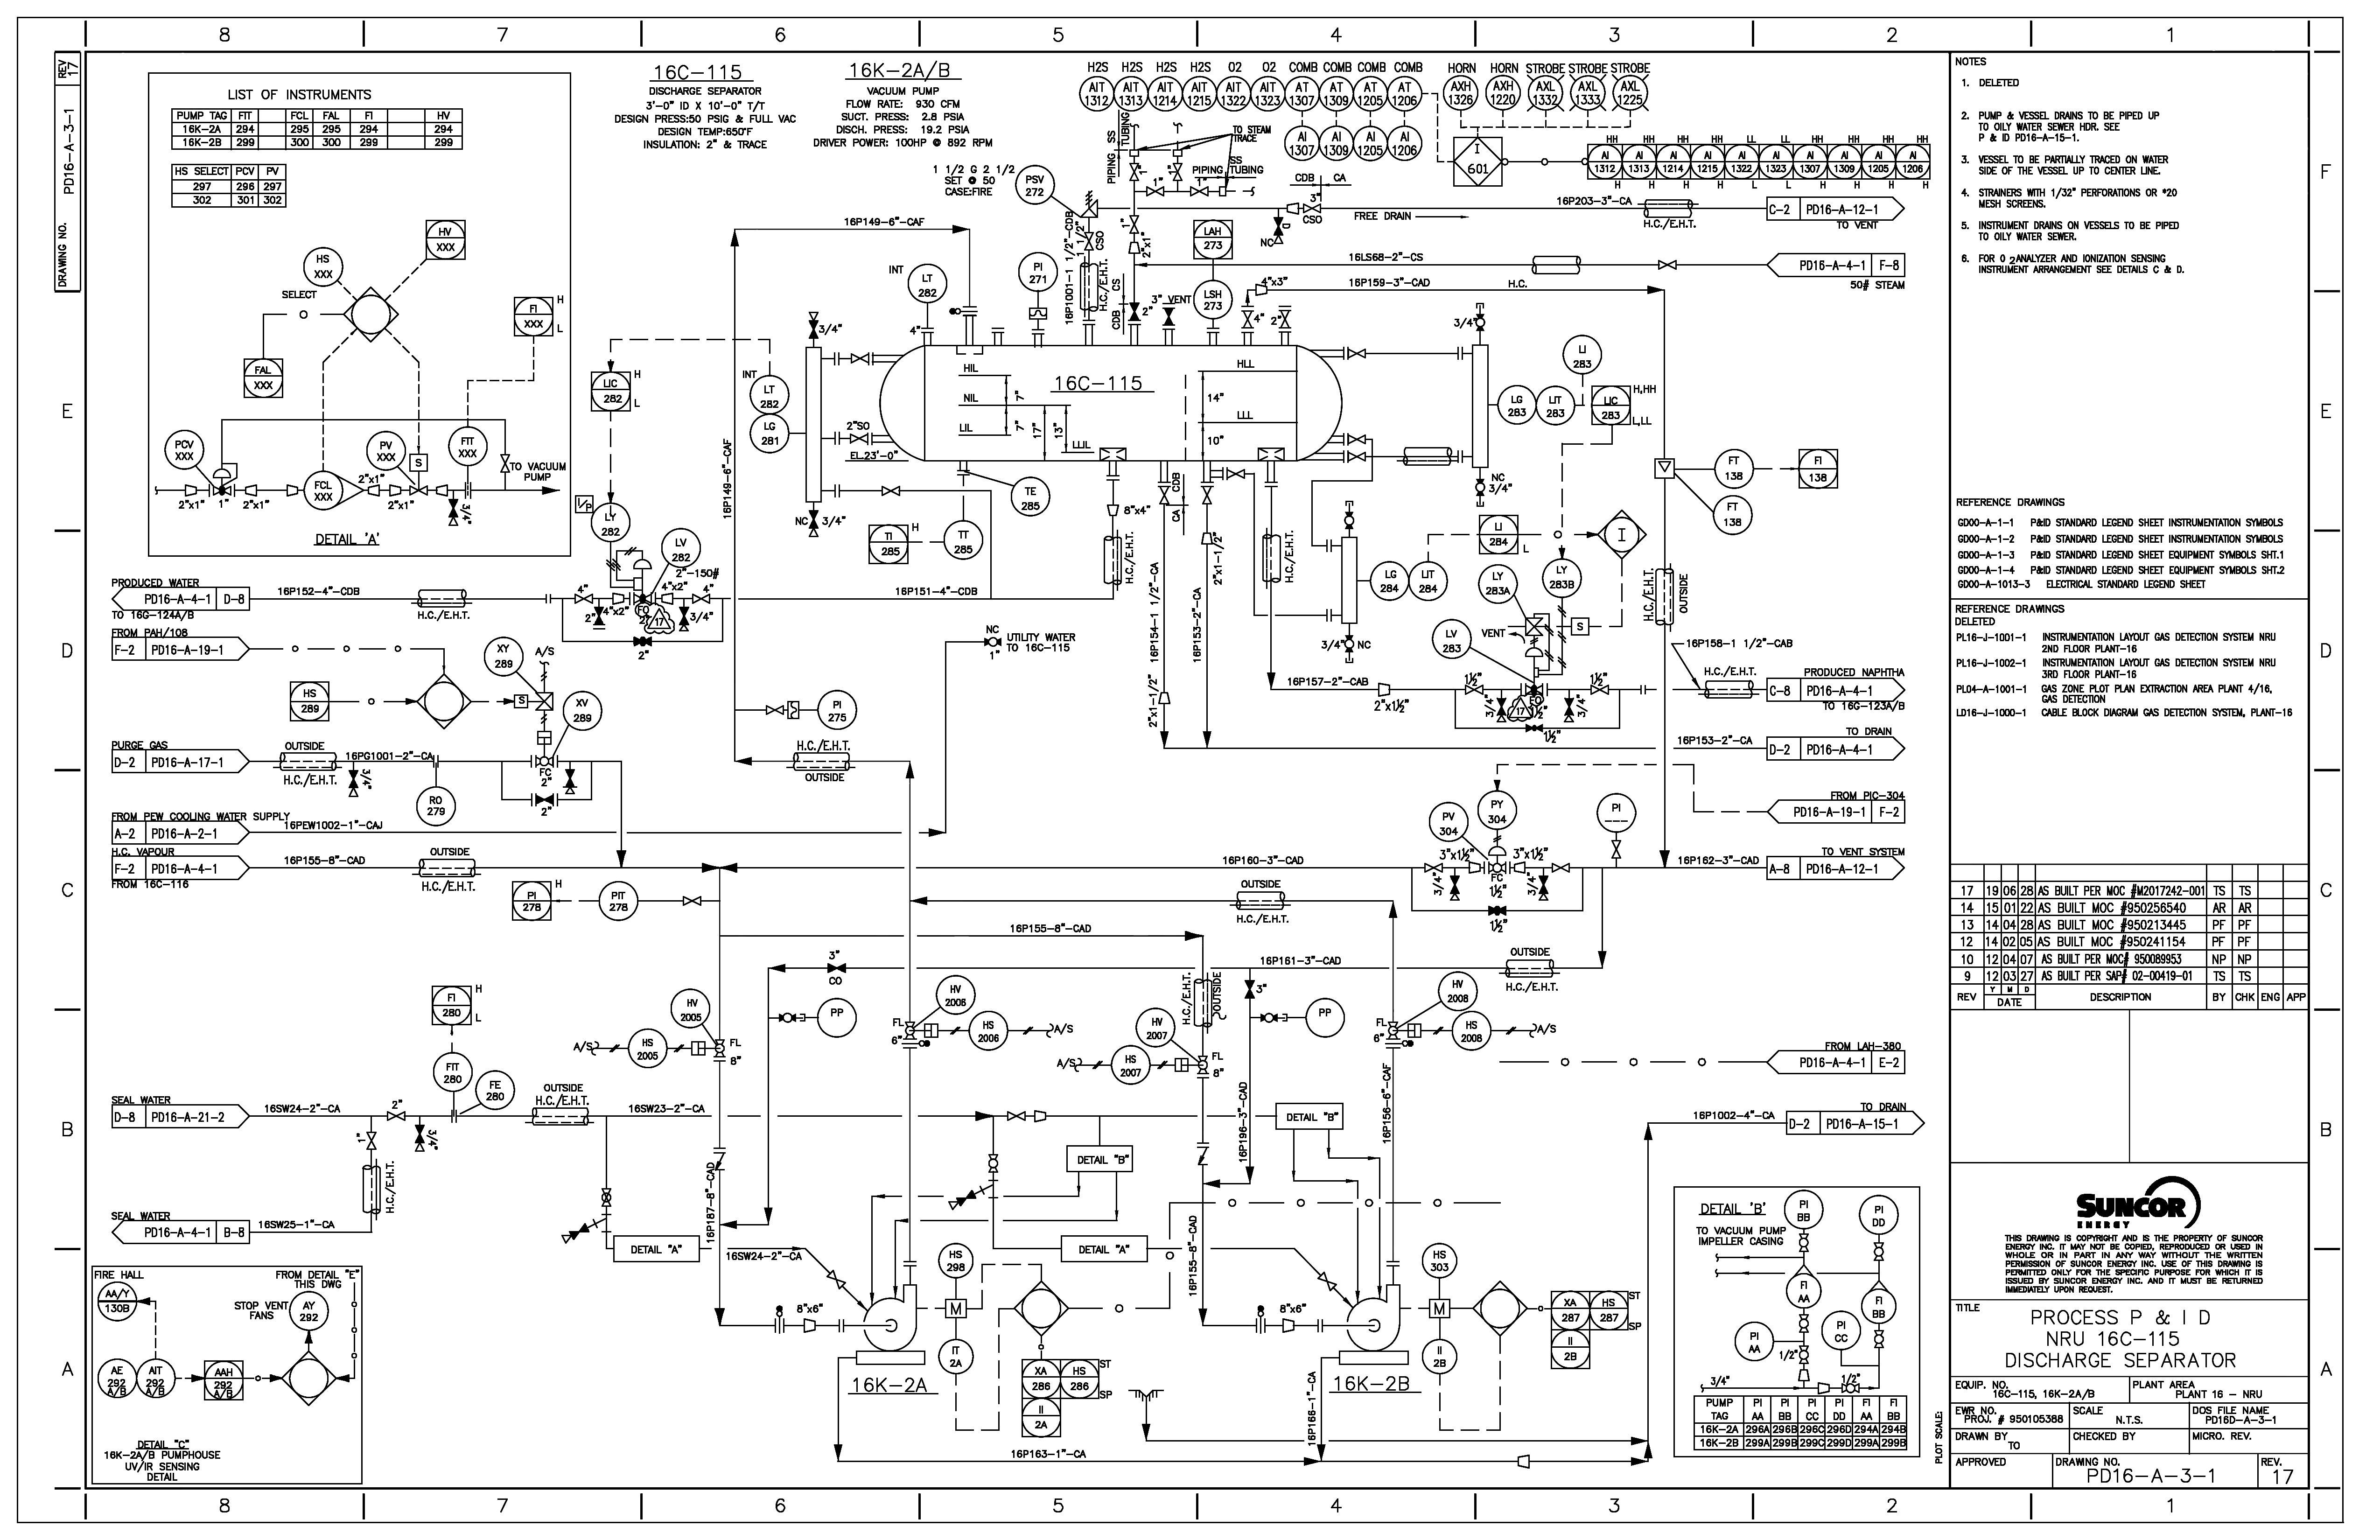 8 7 6 5 4 3 2 1
REV 17
DRAWING NO. PD16-A-3-1
F
E
D
C
B
A
LIST OF INSTRUMENTS
PUMP TAG FIT FCL FAL FI HV
16K-2A 294 295 295 294 294
16K-2B 299 300 300 299 299
HS SELECT PCV PV
297 296 297
302 301 302
HV XXX
HS XXX
SELECT
FI XXX H L
FAL XXX
PCV XXX
PV XXX
FIT XXX
FCL XXX
S
2"x1"
1"
2"x1"
2"x1"
2"x1"
3/4"
TO VACUUM PUMP
DETAIL 'A'
16C-115
DISCHARGE SEPARATOR
3'-0" ID X 10'-0" T/T
DESIGN PRESS:50 PSIG & FULL VAC
DESIGN TEMP:650°F
INSULATION: 2" & TRACE
16K-2A/B
VACUUM PUMP
FLOW RATE: 930 CFM
SUCT. PRESS: 2.8 PSIA
DISCH. PRESS: 19.2 PSIA
DRIVER POWER: 100HP @ 892 RPM
1 1/2 G 2 1/2
SET @ 50
CASE:FIRE
PSV 272
H2S H2S H2S H2S O2 O2 COMB COMB COMB COMB HORN HORN STROBE STROBE STROBE
AIT 1312
AIT 1313
AIT 1214
AIT 1215
AIT 1322
AIT 1323
AT 1307
AT 1309
AT 1205
AT 1206
AXH 1326
AXH 1220
AXL 1332
AXL 1333
AXL 1225
AI 1307
AI 1309
AI 1205
AI 1206
I 601
HH HH HH HH LL LL HH HH HH HH
AI 1312
AI 1313
AI 1214
AI 1215
AI 1322
AI 1323
AI 1307
AI 1309
AI 1205
AI 1206
H H H H L L H H H H
PIPING SS TUBING
TO STEAM TRACE
PIPING SS TUBING
1"
1"
1"
1"
CDB CA
3"
CSO
NC
D
FREE DRAIN
16P203-3"-CA
H.C./E.H.T.
C-2 PD16-A-12-1
TO VENT
16LS68-2"-CS
PD16-A-4-1 F-8
50# STEAM
16P149-6"-CAF
16P1001-1 1/2"-CDB
1 1/2"
CSO
H.C./E.H.T.
1"
2"x1"
CDB CS
2"
3" VENT
LAH 273
LSH 273
4"x3"
16P159-3"-CAD
H.C.
4"
2"
INT
LT 282
4"
PI 271
3/4"
INT
LT 282
LG 281
LIC 282 H L
2"SO
EL.23'-0"
NC 3/4"
HIL
NIL
LIL
7"
7"
17"
13"
LLIL
16C-115
HLL
LLL
14"
10"
3/4"
LG 283
LIT 283
LI 283
LIC 283 H,HH L,LL
NC
3/4"
FT 138
FI 138
FT 138
I/P
LY 282
LV 282
TI 285 H
TT 285
TE 285
16P149-6"-CAF
8"x4"
H.C./E.H.T.
CDB CA
2"x1-1/2"
H.C./E.H.T.
LG 284
LIT 284
LI 284 L
I
LY 283A
LY 283B
S
VENT
LV 283
3/4" NC
H.C./E.H.T.
OUTSIDE
PRODUCED WATER
PD16-A-4-1 D-8
TO 16G-124A/B
16P152-4"-CDB
H.C./E.H.T.
4"
4"x2"
2"
FO
2"
17
2"-150#
4"x2"
4"
3/4"
2"
16P151-4"-CDB
16P154-1 1/2"-CA
16P153-2"-CA
2"x1-1/2"
FROM PAH/108
F-2 PD16-A-19-1
XY 289
A/S
S
HS 289
XV 289
NC
1"
UTILITY WATER TO 16C-115
16P157-2"-CAB
2"x1½"
1½"
3/4"
FO
17
1½"
3/4"
1½"
1½"
16P158-1 1/2"-CAB
H.C./E.H.T.
PRODUCED NAPHTHA
C-8 PD16-A-4-1
TO 16G-123A/B
PI 275
H.C./E.H.T.
OUTSIDE
16P153-2"-CA
TO DRAIN
D-2 PD16-A-4-1
PURGE GAS
D-2 PD16-A-17-1
OUTSIDE
H.C./E.H.T.
16PG1001-2"-CA
3/4"
RO 279
FC
2"
2"
FROM PIC-304
PD16-A-19-1 F-2
FROM PEW COOLING WATER SUPPLY
A-2 PD16-A-2-1
16PEW1002-1"-CAJ
PY 304
PV 304
PI ---
H.C. VAPOUR
F-2 PD16-A-4-1
FROM 16C-116
16P155-8"-CAD
OUTSIDE
H.C./E.H.T.
16P160-3"-CAD
3"x1½"
3"x1½"
FC
1½"
3/4"
3/4"
1½"
16P162-3"-CAD
TO VENT SYSTEM
A-8 PD16-A-12-1
PI 278 H
PIT 278
OUTSIDE
H.C./E.H.T.
16P155-8"-CAD
3"
CO
16P161-3"-CAD
OUTSIDE
H.C./E.H.T.
FI 280 H L
FIT 280
FE 280
HV 2005
HS 2005
A/S
FL
8"
PP
HV 2006
HS 2006
A/S
FL
6"
H.C./E.H.T.
OUTSIDE
3"
HV 2007
HS 2007
A/S
FL
8"
PP
HV 2008
HS 2008
A/S
FL
6"
FROM LAH-380
PD16-A-4-1 E-2
SEAL WATER
D-8 PD16-A-21-2
16SW24-2"-CA
2"
1"
3/4"
OUTSIDE
H.C./E.H.T.
16SW23-2"-CA
H.C./E.H.T.
SEAL WATER
PD16-A-4-1 B-8
16SW25-1"-CA
16P187-8"-CAD
DETAIL "B"
16P196-3"-CAD
DETAIL "B"
16P156-6"-CAF
16P1002-4"-CA
TO DRAIN
D-2 PD16-A-15-1
DETAIL "A"
16SW24-2"-CA
DETAIL "A"
16P155-8"-CAD
HS 298
M
IT 2A
8"x6"
16K-2A
XA 286
HS 286
ST
SP
II 2A
HS 303
M
II 2B
8"x6"
16K-2B
XA 287
HS 287
ST
SP
II 2B
16P163-1"-CA
16P166-1"-CA
FIRE HALL
AA/Y 130B
FROM DETAIL "E" THIS DWG
STOP VENT FANS
AY 292
AE 292 A/B
AIT 292 A/B
AAH 292 A/B
DETAIL "C"
16K-2A/B PUMPHOUSE
UV/IR SENSING
DETAIL
DETAIL 'B'
TO VACUUM PUMP
IMPELLER CASING
PI BB
PI DD
FI AA
FI BB
PI AA
PI CC
1/2"
3/4"
1/2"
PUMP TAG PI AA PI BB PI CC PI DD FI AA FI BB
16K-2A 296A 296B 296C 296D 294A 294B
16K-2B 299A 299B 299C 299D 299A 299B
PLOT SCALE:
NOTES
1. DELETED
2. PUMP & VESSEL DRAINS TO BE PIPED UP
TO OILY WATER SEWER HDR. SEE
P & ID PD16-A-15-1.
3. VESSEL TO BE PARTIALLY TRACED ON WATER
SIDE OF THE VESSEL UP TO CENTER LINE.
4. STRAINERS WITH 1/32" PERFORATIONS OR #20
MESH SCREENS.
5. INSTRUMENT DRAINS ON VESSELS TO BE PIPED
TO OILY WATER SEWER.
6. FOR O 2ANALYZER AND IONIZATION SENSING
INSTRUMENT ARRANGEMENT SEE DETAILS C & D.
REFERENCE DRAWINGS
GD00-A-1-1 P&ID STANDARD LEGEND SHEET INSTRUMENTATION SYMBOLS
GD00-A-1-2 P&ID STANDARD LEGEND SHEET INSTRUMENTATION SYMBOLS
GD00-A-1-3 P&ID STANDARD LEGEND SHEET EQUIPMENT SYMBOLS SHT.1
GD00-A-1-4 P&ID STANDARD LEGEND SHEET EQUIPMENT SYMBOLS SHT.2
GD00-A-1013-3 ELECTRICAL STANDARD LEGEND SHEET
REFERENCE DRAWINGS
DELETED
PL16-J-1001-1 INSTRUMENTATION LAYOUT GAS DETECTION SYSTEM NRU
2ND FLOOR PLANT-16
PL16-J-1002-1 INSTRUMENTATION LAYOUT GAS DETECTION SYSTEM NRU
3RD FLOOR PLANT-16
PL04-A-1001-1 GAS ZONE PLOT PLAN EXTRACTION AREA PLANT 4/16,
GAS DETECTION
LD16-J-1000-1 CABLE BLOCK DIAGRAM GAS DETECTION SYSTEM, PLANT-16
17 19 06 28 AS BUILT PER MOC #M2017242-001 TS TS
14 15 01 22 AS BUILT MOC #950256540 AR AR
13 14 04 28 AS BUILT MOC #950213445 PF PF
12 14 02 05 AS BUILT MOC #950241154 PF PF
10 12 04 07 AS BUILT PER MOC# 950089953 NP NP
9 12 03 27 AS BUILT PER SAP# 02-00419-01 TS TS
REV Y M D DATE DESCRIPTION BY CHK ENG APP
SUNCOR
ENERGY
THIS DRAWING IS COPYRIGHT AND IS THE PROPERTY OF SUNCOR
ENERGY INC. IT MAY NOT BE COPIED, REPRODUCED OR USED IN
WHOLE OR IN PART IN ANY WAY WITHOUT THE WRITTEN
PERMISSION OF SUNCOR ENERGY INC. USE OF THIS DRAWING IS
PERMITTED ONLY FOR THE SPECIFIC PURPOSE FOR WHICH IT IS
ISSUED BY SUNCOR ENERGY INC. AND IT MUST BE RETURNED
IMMEDIATELY UPON REQUEST.
TITLE
PROCESS P & I D
NRU 16C-115
DISCHARGE SEPARATOR
EQUIP. NO. 16C-115, 16K-2A/B
PLANT AREA PLANT 16 - NRU
EWR NO. PROJ. # 950105388
SCALE N.T.S.
DOS FILE NAME PD16D-A-3-1
DRAWN BY TO
CHECKED BY
MICRO. REV.
APPROVED
DRAWING NO. PD16-A-3-1
REV. 17
8 7 6 5 4 3 2 1